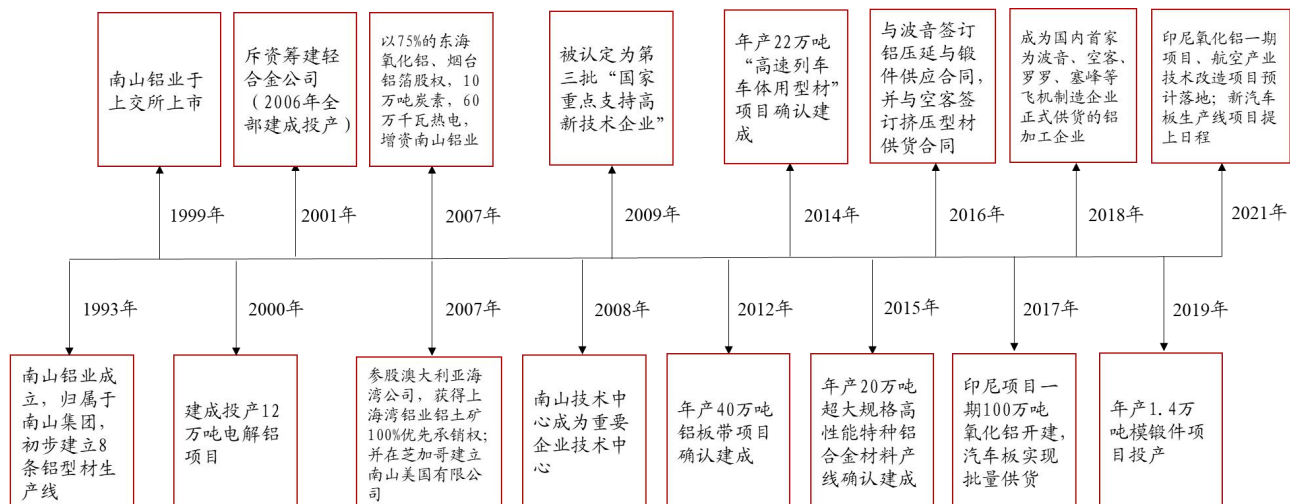 南山铝业于
上交所上市
斥资筹建轻
合金公司
（2006年全
部建成投产）
以75%的东海
氧化铝、烟台
铝箔股权，10
万吨炭素，60
万千瓦热电，
增资南山铝业
被认定为第
三批“国家
重点支持高
新技术企业”
年产22万吨
“高速列车
车体用型材”
项目确认建
成
与波音签订
铝压延与锻
件供应合同，
并与空客签
订挤压型材
供货合同
成为国内首家
为波音、空客、
罗罗、塞峰等
飞机制造企业
正式供货的铝
加工企业
印尼氧化铝一期
项目、航空产业
技术改造项目预
计落地；新汽车
板生产线项目提
上日程
1999年
2001年
2007年
2009年
2014年
2016年
2018年
2021年
1993年
2000年
2007年
2008年
2012年
2015年
2017年
2019年
南山铝业成
立，归属于
南山集团，
初步建立8
条铝型材生
产线
建成投产12
万吨电解铝
项目
参股澳大利亚海
湾公司，获得上
海湾铝业铝土矿
100%优先承销权；
并在芝加哥建立
南山美国有限公
司
南山技术中
心成为重要
企业技术中
心
年产40万吨
铝板带项目
确认建成
年产20万吨
超大规格高
性能特种铝
合金材料产
线确认建成
印尼项目一
期100万吨
氧化铝开建，
汽车板实现
批量供货
年产1.4万
吨模锻件项
目投产